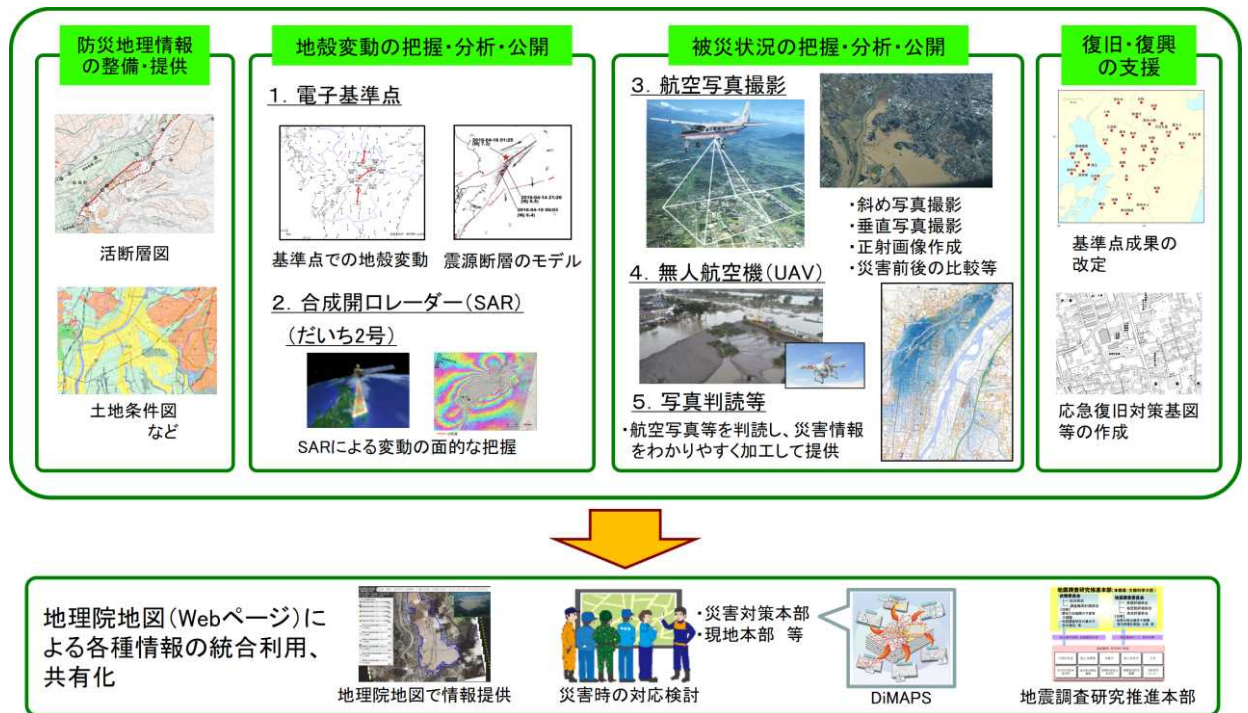 防災地理情報
の整備・提供
活断層図
土地条件図
など
地殻変動の把握・分析・公開
1．電子基準点
2016-04-16 01:25
基準点での地殻変動
震源断層のモデル
2．合成開口レーダー（SAR）
（だいち2号）
SARによる変動の面的な把握
被災状況の把握・分析・公開
3．航空写真撮影
・斜め写真撮影
・垂直写真撮影
・正射画像作成
・災害前後の比較等
4．無人航空機（UAV）
5．写真判読等
・航空写真等を判読し、災害情報
をわかりやすく加工して提供
復旧・復興
の支援
基準点成果の
改定
応急復旧対策基図
等の作成
地理院地図（Webページ）に
よる各種情報の統合利用、
共有化
地理院地図で情報提供
・災害対策本部
・現地本部　等
災害時の対応検討
DiMAPS
地震調査研究推進本部